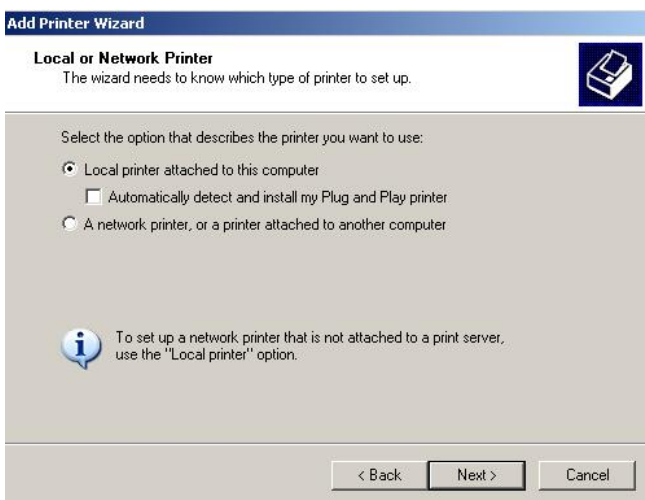 Add Printer Wizard
Local or Network Printer
The wizard needs to know which type of printer to set up.
Select the option that describes the printer you want to use:
Local printer attached to this computer
Automatically detect and install my Plug and Play printer
A network printer, or a printer attached to another computer
To set up a network printer that is not attached to a print server,
use the "Local printer" option.
< Back Next > Cancel